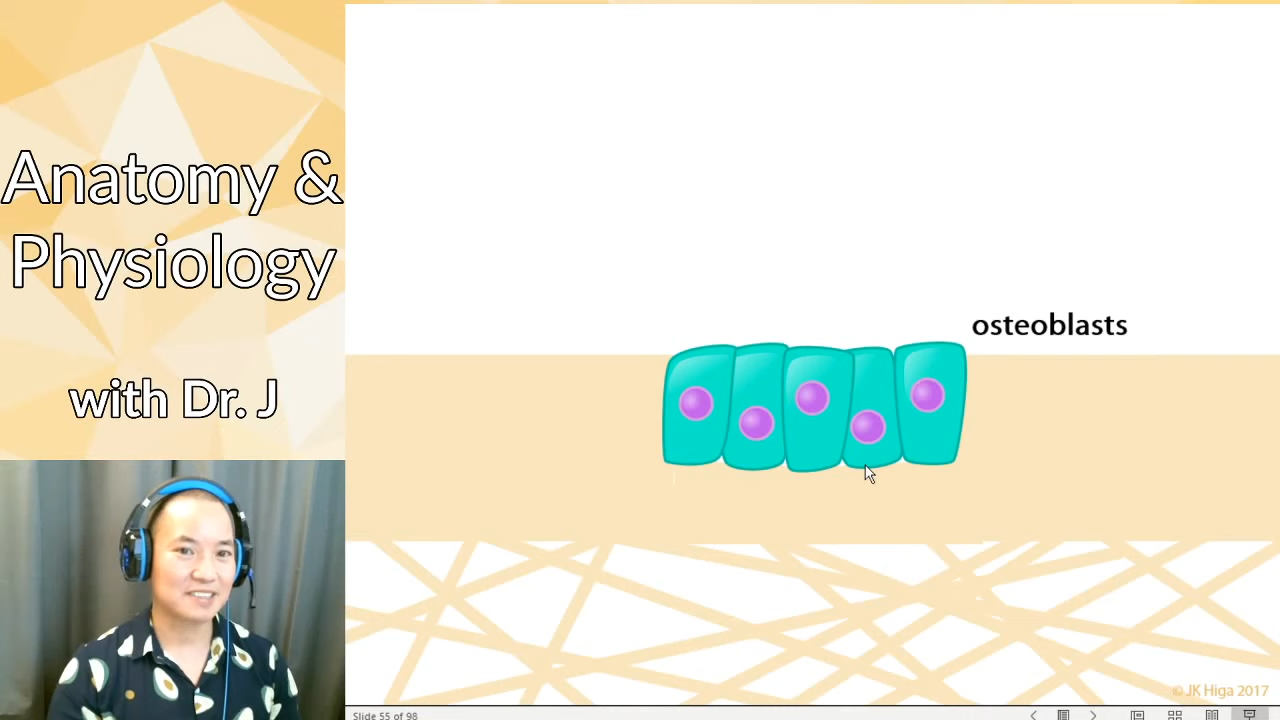 Anatomy &
Physiology
with Dr. J
osteoblasts
© JK Higa 2017
Slide 55 of 98